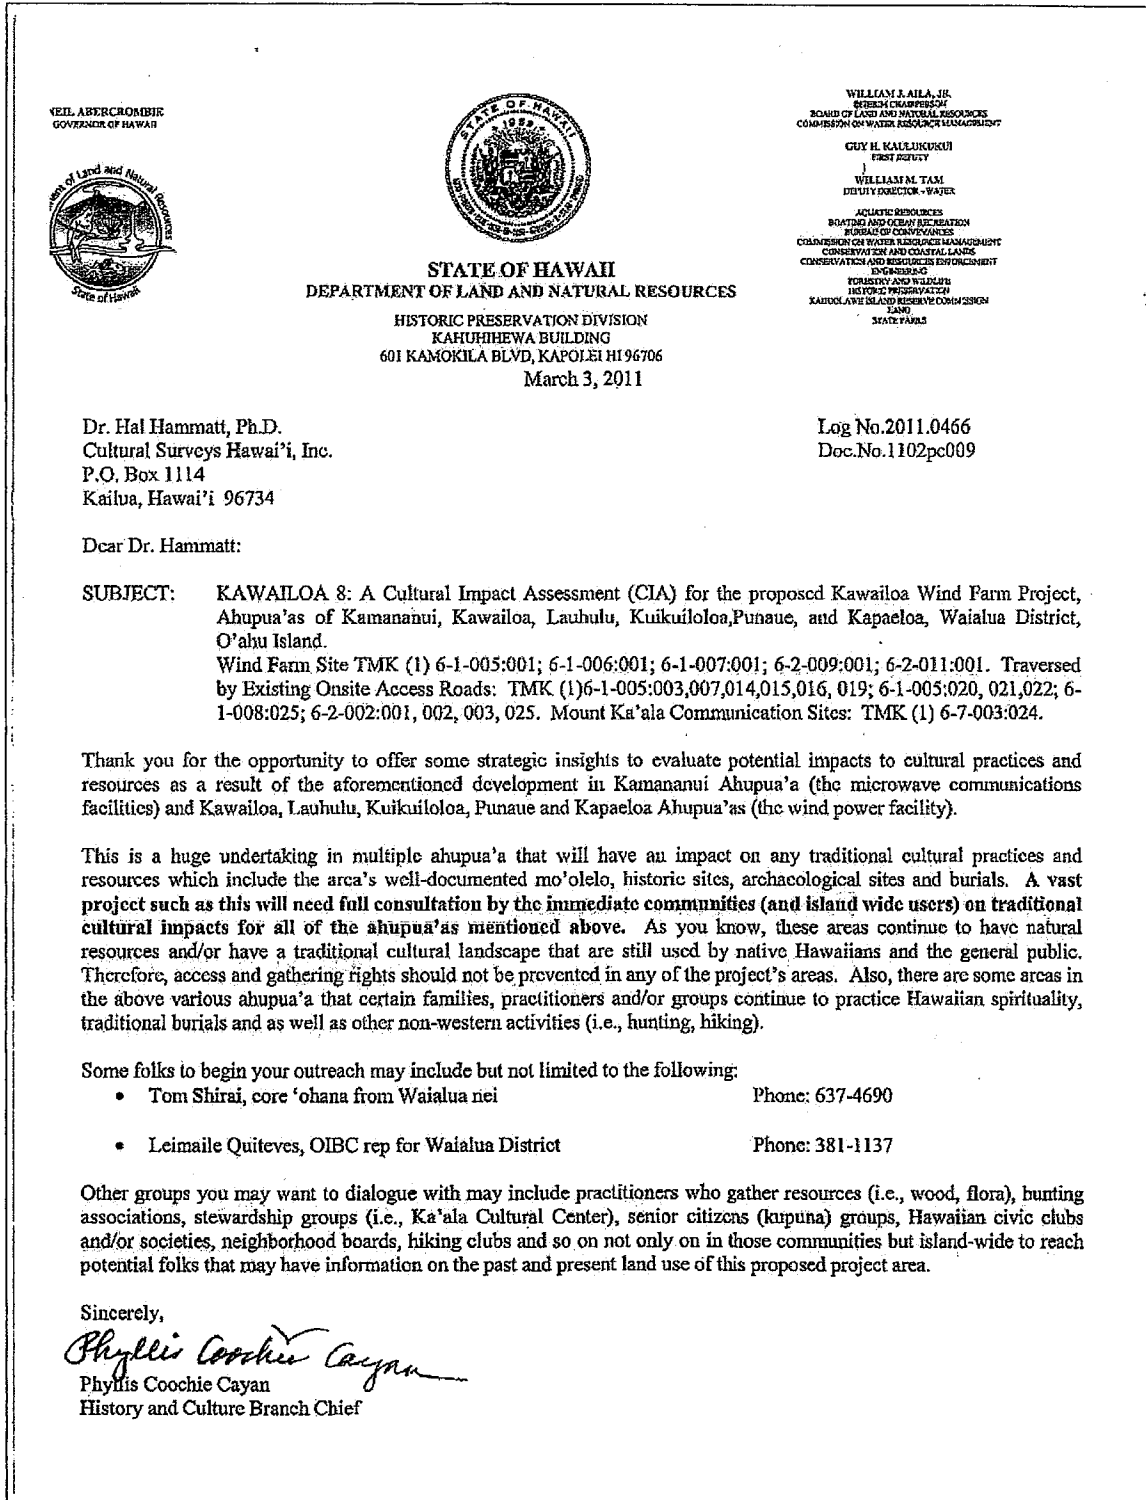 NEIL ABERCROMBIE
GOVERNOR OF HAWAII
Department of Land and Natural Resources
State of Hawaii
STATE OF HAWAII
1959
WILLIAM J. AILA, JR.
INTERIM CHAIRPERSON
BOARD OF LAND AND NATURAL RESOURCES
COMMISSION ON WATER RESOURCE MANAGEMENT
GUY H. KAULUKUKUI
FIRST DEPUTY
WILLIAM M. TAM
DEPUTY DIRECTOR - WATER
AQUATIC RESOURCES
BOATING AND OCEAN RECREATION
BUREAU OF CONVEYANCES
COMMISSION ON WATER RESOURCE MANAGEMENT
CONSERVATION AND COASTAL LANDS
CONSERVATION AND RESOURCES ENFORCEMENT
ENGINEERING
FORESTRY AND WILDLIFE
HISTORIC PRESERVATION
KAHOOLAWE ISLAND RESERVE COMMISSION
LAND
STATE PARKS
STATE OF HAWAII
DEPARTMENT OF LAND AND NATURAL RESOURCES
HISTORIC PRESERVATION DIVISION
KAHUHIHEWA BUILDING
601 KAMOKILA BLVD, KAPOLEI HI 96706
March 3, 2011
Dr. Hal Hammatt, Ph.D.
Cultural Surveys Hawai'i, Inc.
P.O. Box 1114
Kailua, Hawai'i 96734
Log No.2011.0466
Doc.No.1102pc009
Dear Dr. Hammatt:
SUBJECT: KAWAILOA 8: A Cultural Impact Assessment (CIA) for the proposed Kawailoa Wind Farm Project,
Ahupua'as of Kamananui, Kawailoa, Lauhulu, Kuikuiloloa,Punaue, and Kapaeloa, Waialua District,
O'ahu Island.
Wind Farm Site TMK (1) 6-1-005:001; 6-1-006:001; 6-1-007:001; 6-2-009:001; 6-2-011:001. Traversed
by Existing Onsite Access Roads: TMK (1)6-1-005:003,007,014,015,016, 019; 6-1-005:020, 021,022; 6-
1-008:025; 6-2-002:001, 002, 003, 025. Mount Ka'ala Communication Sites: TMK (1) 6-7-003:024.
Thank you for the opportunity to offer some strategic insights to evaluate potential impacts to cultural practices and
resources as a result of the aforementioned development in Kamananui Ahupua'a (the microwave communications
facilities) and Kawailoa, Lauhulu, Kuikuiloloa, Punaue and Kapaeloa Ahupua'as (the wind power facility).
This is a huge undertaking in multiple ahupua'a that will have an impact on any traditional cultural practices and
resources which include the area's well-documented mo'olelo, historic sites, archaeological sites and burials. A vast
project such as this will need full consultation by the immediate communities (and island wide users) on traditional
cultural impacts for all of the ahupua'as mentioned above. As you know, these areas continue to have natural
resources and/or have a traditional cultural landscape that are still used by native Hawaiians and the general public.
Therefore, access and gathering rights should not be prevented in any of the project's areas. Also, there are some areas in
the above various ahupua'a that certain families, practitioners and/or groups continue to practice Hawaiian spirituality,
traditional burials and as well as other non-western activities (i.e., hunting, hiking).
Some folks to begin your outreach may include but not limited to the following:
• Tom Shirai, core 'ohana from Waialua nei Phone: 637-4690
• Leimaile Quiteves, OIBC rep for Waialua District Phone: 381-1137
Other groups you may want to dialogue with may include practitioners who gather resources (i.e., wood, flora), hunting
associations, stewardship groups (i.e., Ka'ala Cultural Center), senior citizens (kupuna) groups, Hawaiian civic clubs
and/or societies, neighborhood boards, hiking clubs and so on not only on in those communities but island-wide to reach
potential folks that may have information on the past and present land use of this proposed project area.
Sincerely,
Phyllis Coochie Cayan
Phyllis Coochie Cayan
History and Culture Branch Chief